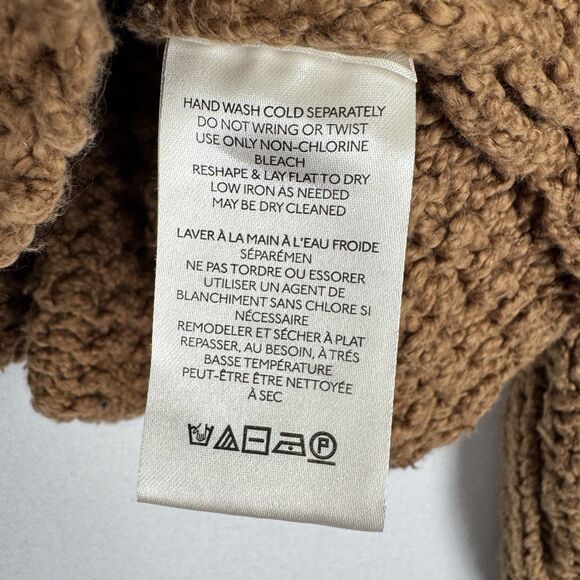 HAND WASH COLD SEPARATELY
DO NOT WRING OR TWIST
USE ONLY NON-CHLORINE
BLEACH
RESHAPE & LAY FLAT TO DRY
LOW IRON AS NEEDED
MAY BE DRY CLEANED
LAVER À LA MAIN À L'EAU FROIDE
SÉPARÉMEN
NE PAS TORDRE OU ESSORER
UTILISER UN AGENT DE
BLANCHIMENT SANS CHLORE SI
NÉCESSAIRE
REMODELER ET SÉCHER À PLAT
REPASSER, AU BESOIN, À TRÉS
BASSE TEMPÉRATURE
PEUT-ÊTRE ÊTRE NETTOYÉE
À SEC
P